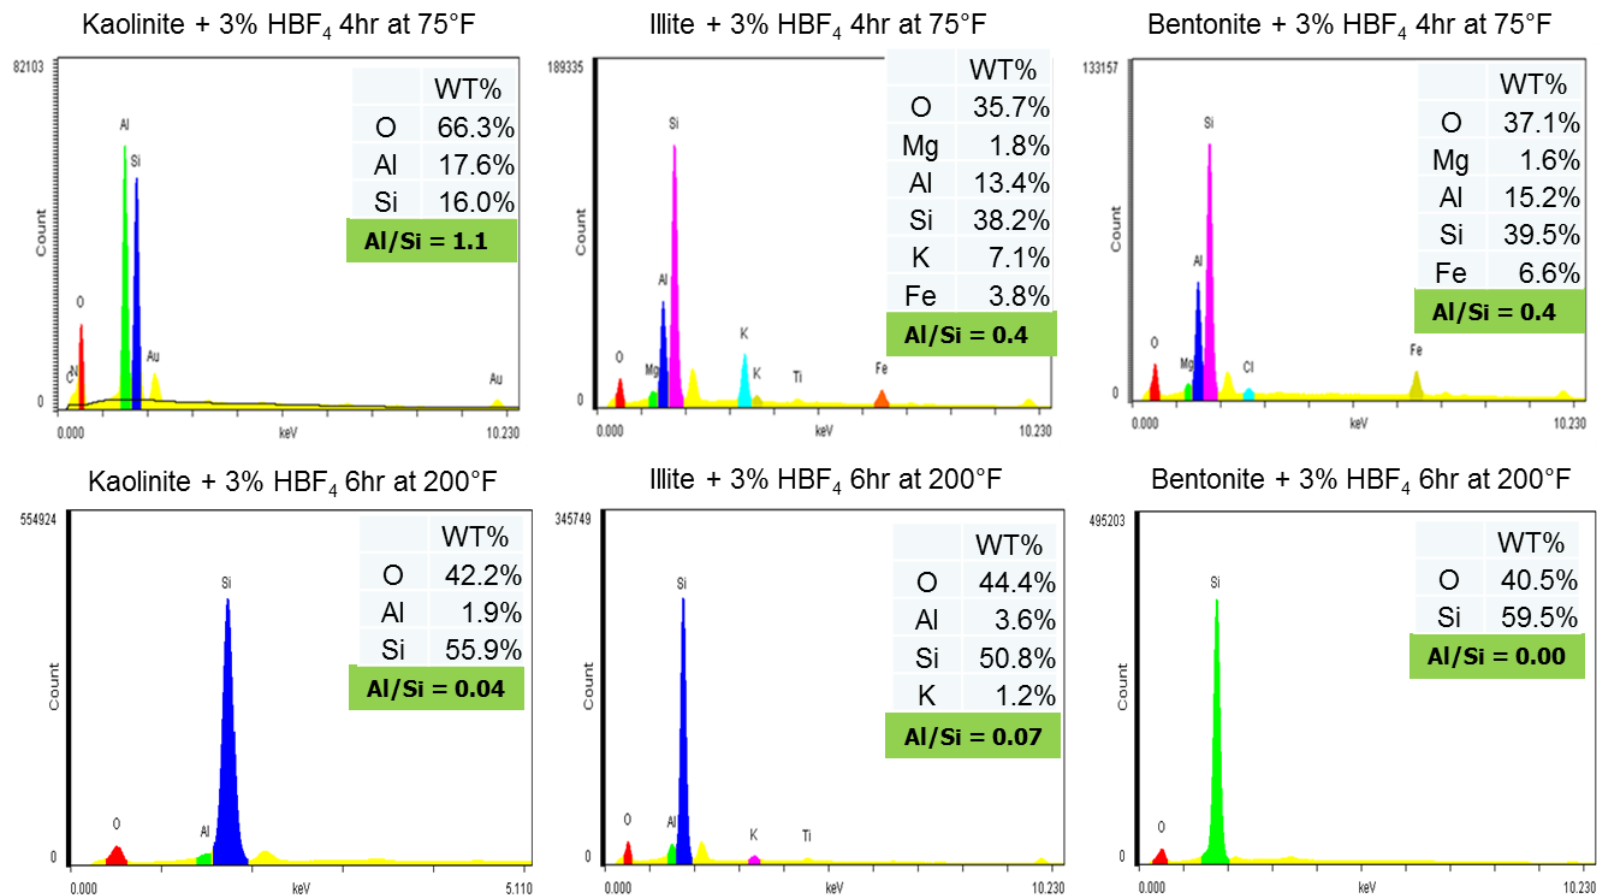 Kaolinite + 3% HBF4 4hr at 75°F
82103
WT%
O 66.3%
Al 17.6%
Si 16.0%
Al/Si = 1.1
Al
Si
O
Au
C
N
Au
Count
0
0.000
keV
10.230
Illite + 3% HBF4 4hr at 75°F
189335
WT%
O 35.7%
Mg 1.8%
Al 13.4%
Si 38.2%
K 7.1%
Fe 3.8%
Al/Si = 0.4
Si
Al
O
Mg
K
K
Ti
Fe
Count
0
0.000
keV
10.230
Bentonite + 3% HBF4 4hr at 75°F
133157
WT%
O 37.1%
Mg 1.6%
Al 15.2%
Si 39.5%
Fe 6.6%
Al/Si = 0.4
Si
Al
O
Mg
Cl
Fe
Count
0
0.000
keV
10.230
Kaolinite + 3% HBF4 6hr at 200°F
554924
WT%
O 42.2%
Al 1.9%
Si 55.9%
Al/Si = 0.04
Si
O
Al
Count
0
0.000
keV
5.110
Illite + 3% HBF4 6hr at 200°F
345749
WT%
O 44.4%
Al 3.6%
Si 50.8%
K 1.2%
Al/Si = 0.07
Si
O
Al
K
Ti
Count
0
0.000
keV
10.230
Bentonite + 3% HBF4 6hr at 200°F
495203
WT%
O 40.5%
Si 59.5%
Al/Si = 0.00
Si
O
Count
0
0.000
keV
10.230